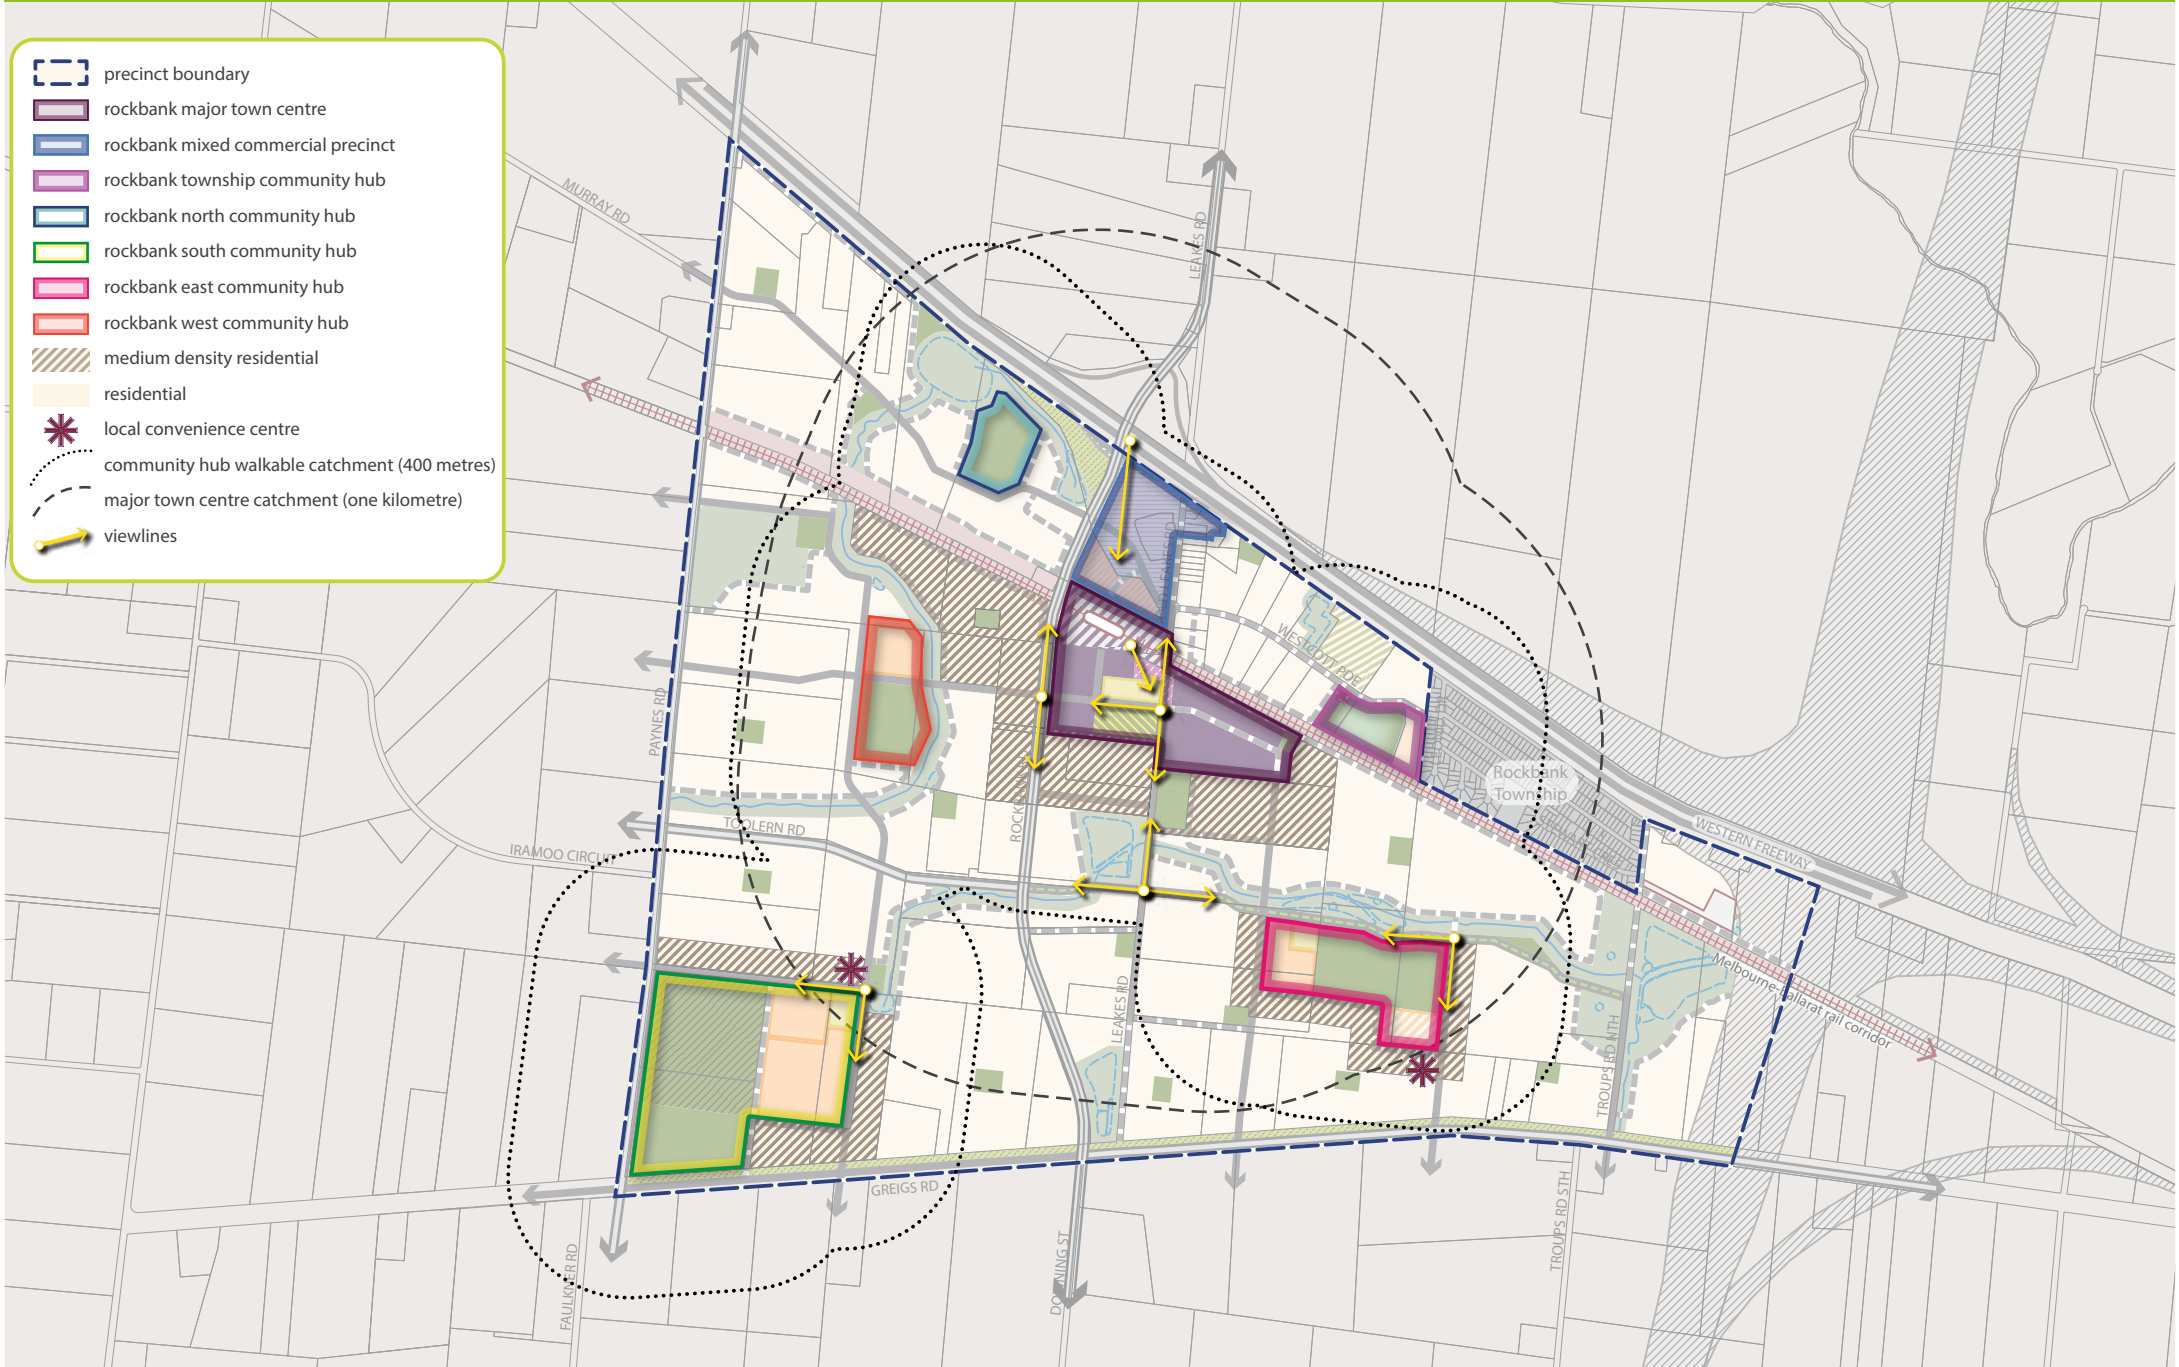 precinct boundary
rockbank major town centre
rockbank mixed commercial precinct
rockbank township community hub
rockbank north community hub
rockbank south community hub
rockbank east community hub
rockbank west community hub
medium density residential
residential
local convenience centre
community hub walkable catchment (400 metres)
major town centre catchment (one kilometre)
viewlines
MURRAY RD
LEAKES RD
WESTCOTT PDE
PAYNES RD
Rockbank
Township
TOOLERN RD
IRAMOO CIRCUIT
WESTERN FREEWAY
Melbourne-Ballarat rail corridor
LEAKES RD
TROUPS RD NTH
GREIGS RD
FAULKNER RD
TROUPS RD STH